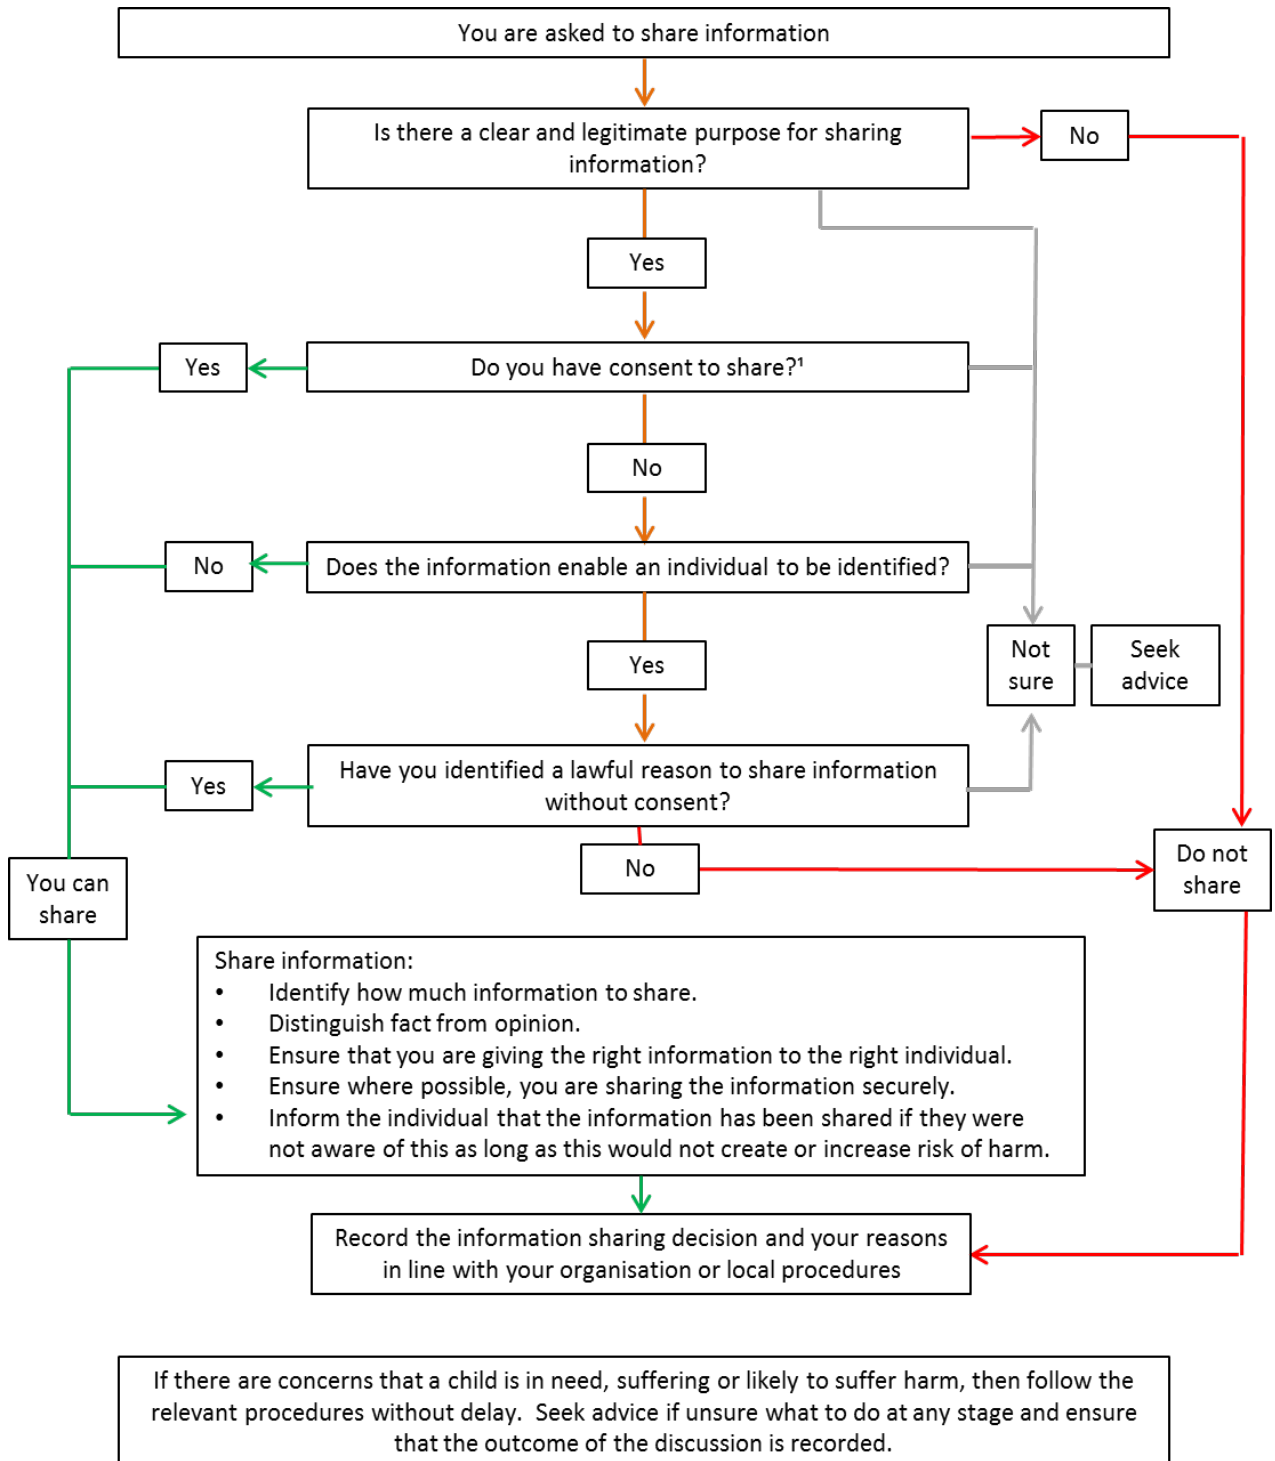 You are asked to share information
Is there a clear and legitimate purpose for sharing
information?
No
Yes
Yes
Do you have consent to share?¹
No
No
Does the information enable an individual to be identified?
Yes
Not
sure
Seek
advice
Yes
Have you identified a lawful reason to share information
without consent?
No
Do not
share
You can
share
Share information:
• Identify how much information to share.
• Distinguish fact from opinion.
• Ensure that you are giving the right information to the right individual.
• Ensure where possible, you are sharing the information securely.
• Inform the individual that the information has been shared if they were
not aware of this as long as this would not create or increase risk of harm.
Record the information sharing decision and your reasons
in line with your organisation or local procedures
If there are concerns that a child is in need, suffering or likely to suffer harm, then follow the
relevant procedures without delay.  Seek advice if unsure what to do at any stage and ensure
that the outcome of the discussion is recorded.